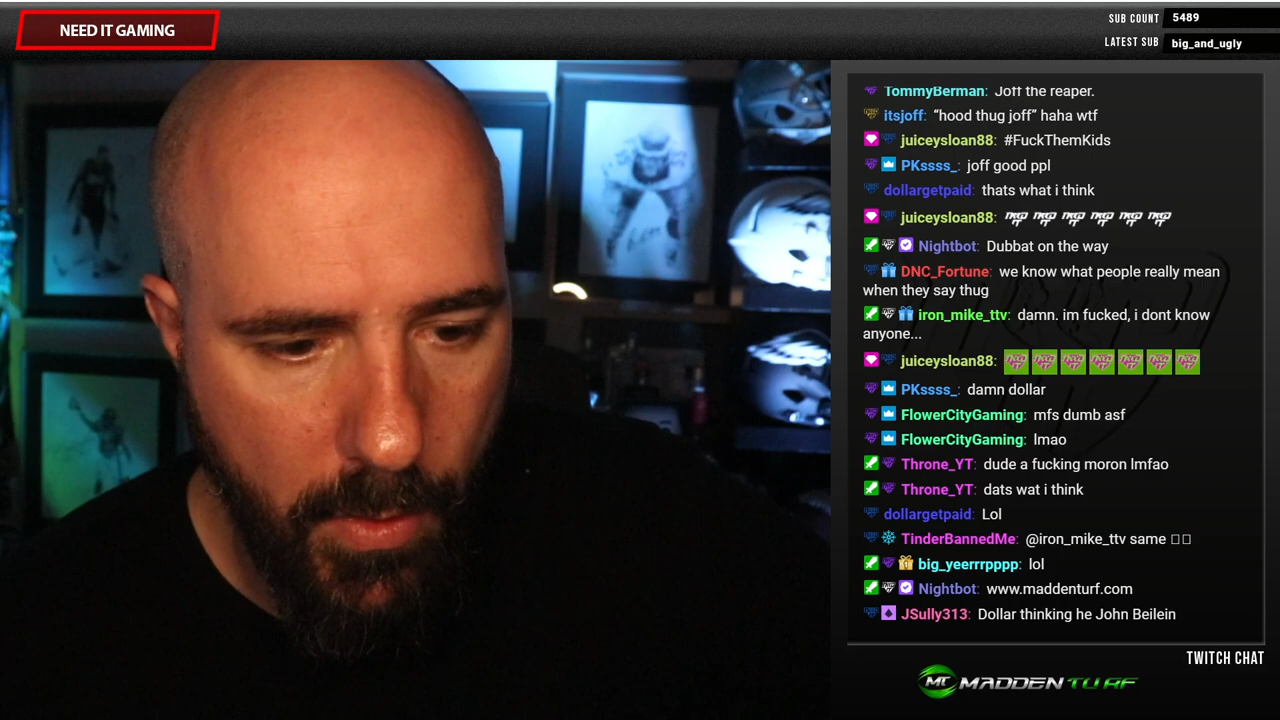 NEED IT GAMING
SUB COUNT 5489
LATEST SUB big_and_ugly
TommyBerman: Joff the reaper.
itsjoff: “hood thug joff” haha wtf
juiceysloan88: #FuckThemKids
PKssss_: joff good ppl
dollargetpaid: thats what i think
juiceysloan88:
Nightbot: Dubbat on the way
DNC_Fortune: we know what people really mean
when they say thug
iron_mike_ttv: damn. im fucked, i dont know
anyone...
juiceysloan88:
PKssss_: damn dollar
FlowerCityGaming: mfs dumb asf
FlowerCityGaming: lmao
Throne_YT: dude a fucking moron lmfao
Throne_YT: dats wat i think
dollargetpaid: Lol
TinderBannedMe: @iron_mike_ttv same
big_yeerrrpppp: lol
Nightbot: www.maddenturf.com
JSully313: Dollar thinking he John Beilein
TWITCH CHAT
MT MADDEN TURF